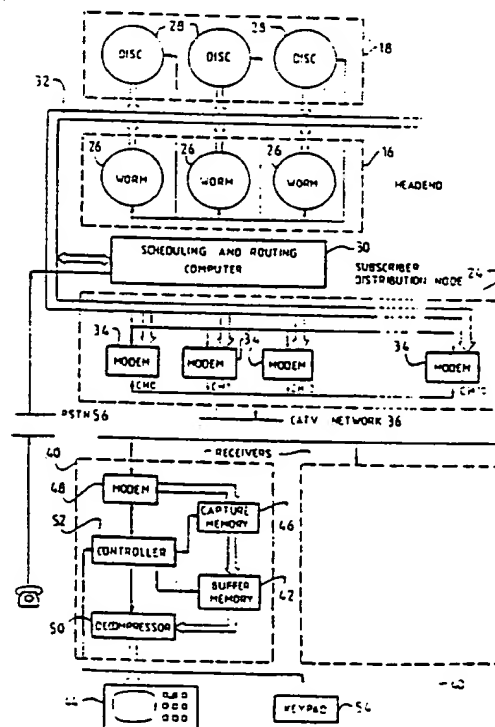 28 28
DISC DISC DISC
18
32
26 26 26
WORM WORM WORM
16
HEADEND
SCHEDULING AND ROUTING
COMPUTER
SUBSCRIBER
DISTRIBUTION NODE
24
34 34 34 34
MODEM MODEM MODEM MODEM
PSTN 56
CATV NETWORK 36
RECEIVERS
40
48 MODEM
CAPTURE
MEMORY 46
52
CONTROLLER
BUFFER
MEMORY 42
50
DECOMPRESSOR
KEYPAD 54